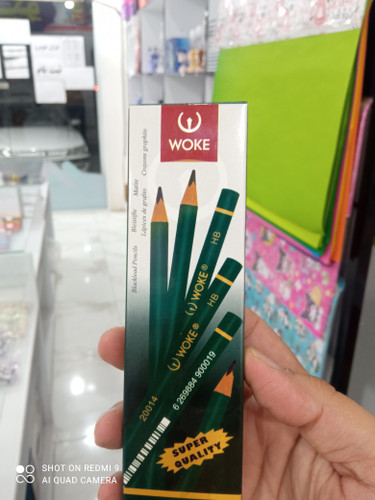 WOKE
Crayons graphite
Matite
Lápices de grafito
Bleistifte
Blacklead Pencils
HB
WOKE®
HB
WOKE®
20014
6 269884 900019
SUPER
QUALITY
SHOT ON REDMI 9
AI QUAD CAMERA